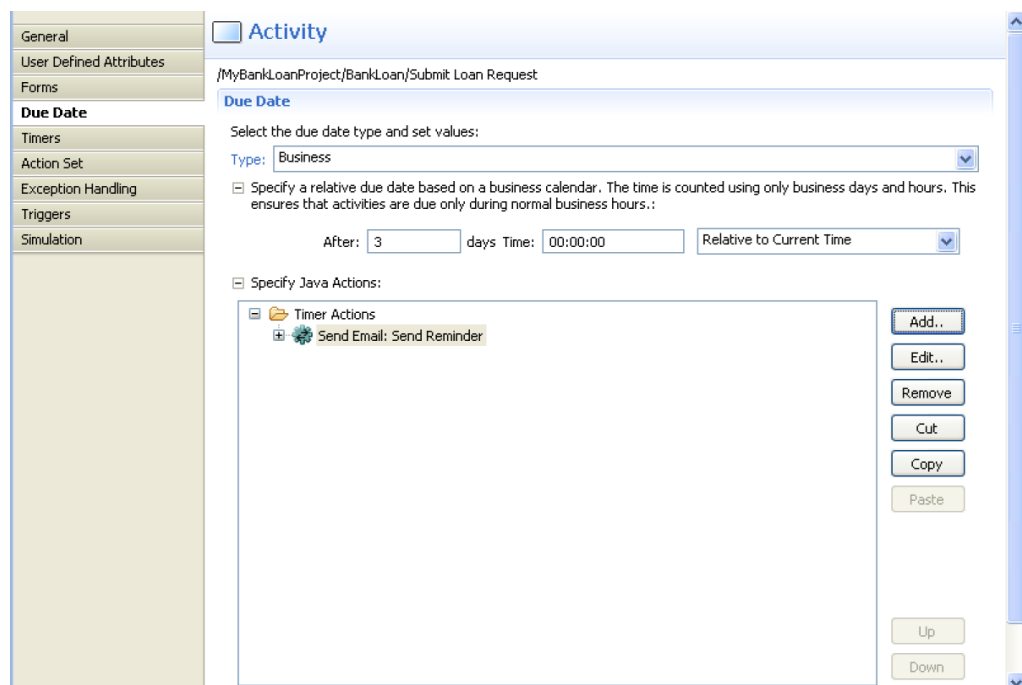 Activity
General
User Defined Attributes
Forms
Due Date
Timers
Action Set
Exception Handling
Triggers
Simulation
/MyBankLoanProject/BankLoan/Submit Loan Request
Due Date
Select the due date type and set values:
Type: Business
Specify a relative due date based on a business calendar. The time is counted using only business days and hours. This
ensures that activities are due only during normal business hours.:
After: 3 days Time: 00:00:00 Relative to Current Time
Specify Java Actions:
Timer Actions
Send Email: Send Reminder
Add..
Edit..
Remove
Cut
Copy
Paste
Up
Down